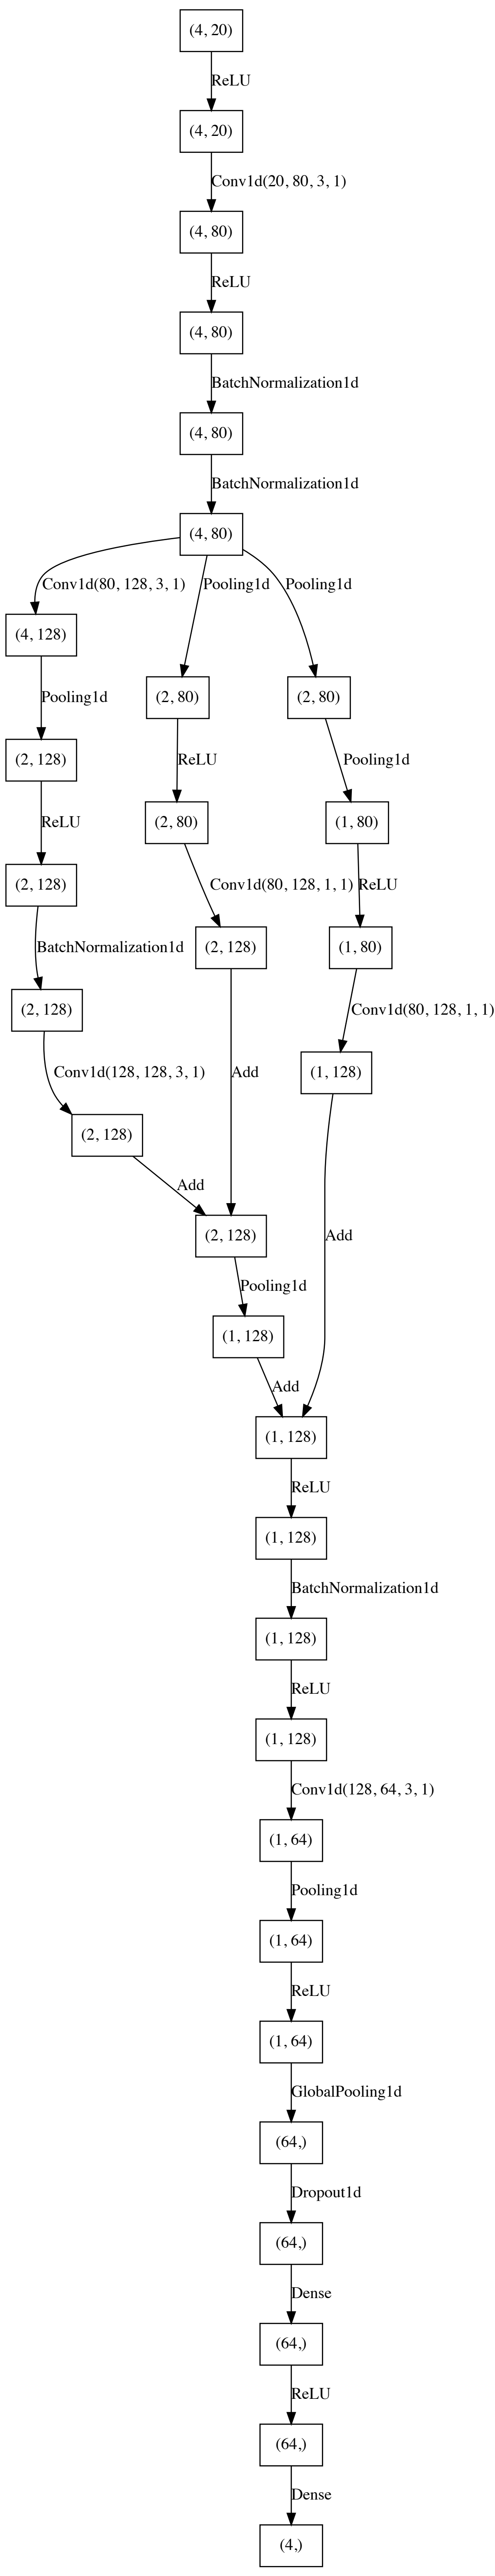 (4, 20)
ReLU
(4, 20)
Conv1d(20, 80, 3, 1)
(4, 80)
ReLU
(4, 80)
BatchNormalization1d
(4, 80)
BatchNormalization1d
(4, 80)
Conv1d(80, 128, 3, 1) Pooling1d Pooling1d
(4, 128)
(2, 80) (2, 80)
Pooling1d
(2, 128)
ReLU
Pooling1d
(2, 80) (1, 80)
ReLU
(2, 128)
Conv1d(80, 128, 1, 1) ReLU
BatchNormalization1d (2, 128) (1, 80)
(2, 128)
Conv1d(80, 128, 1, 1)
Conv1d(128, 128, 3, 1) Add (1, 128)
(2, 128)
Add
(2, 128)
Add
Pooling1d
(1, 128)
Add
(1, 128)
ReLU
(1, 128)
BatchNormalization1d
(1, 128)
ReLU
(1, 128)
Conv1d(128, 64, 3, 1)
(1, 64)
Pooling1d
(1, 64)
ReLU
(1, 64)
GlobalPooling1d
(64,)
Dropout1d
(64,)
Dense
(64,)
ReLU
(64,)
Dense
(4,)